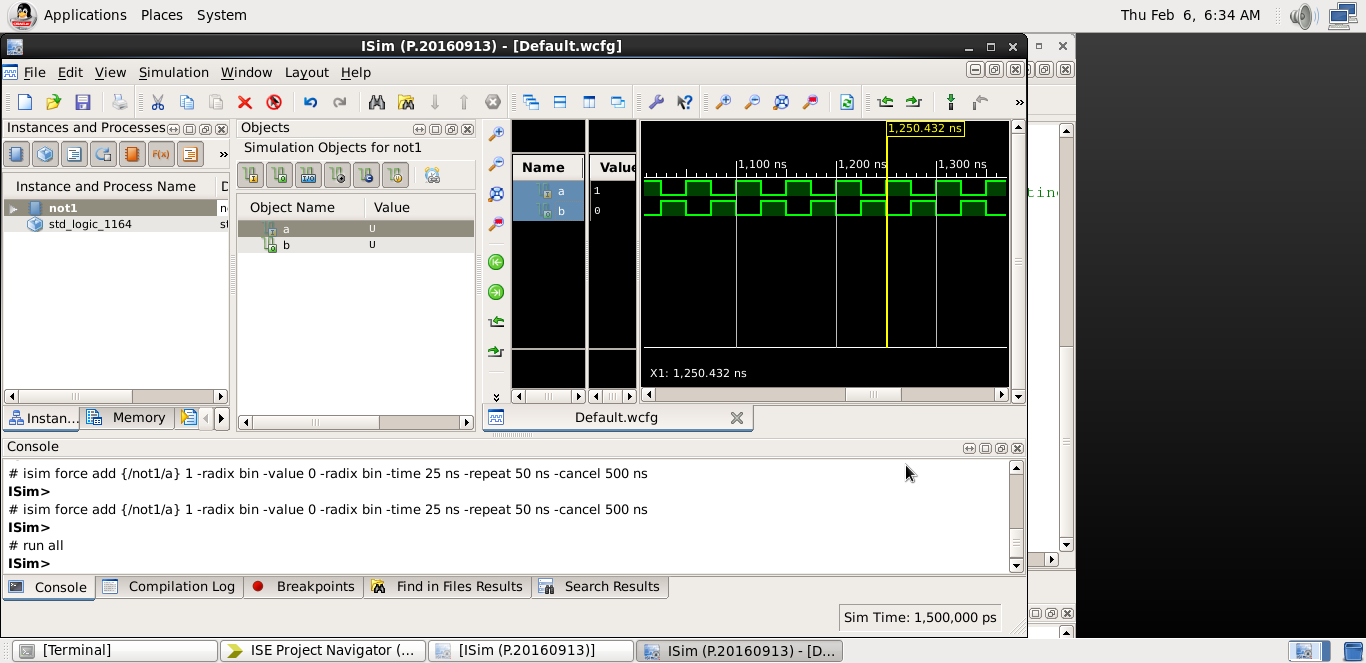 Applications Places System Thu Feb 6, 6:34 AM
ISim (P.20160913) - [Default.wcfg]
File Edit View Simulation Window Layout Help
»
Instances and Processes
»
Instance and Process Name D
not1 n
std_logic_1164 st
Instan...
Memory
Objects
Simulation Objects for not1
Object Name Value
a U
b U
Name Value
a 1
b 0
1,250.432 ns
1,100 ns 1,200 ns 1,300 ns
X1: 1,250.432 ns
Default.wcfg
Console
# isim force add {/not1/a} 1 -radix bin -value 0 -radix bin -time 25 ns -repeat 50 ns -cancel 500 ns
ISim>
# isim force add {/not1/a} 1 -radix bin -value 0 -radix bin -time 25 ns -repeat 50 ns -cancel 500 ns
ISim>
# run all
ISim>
Console Compilation Log Breakpoints Find in Files Results Search Results
Sim Time: 1,500,000 ps
[Terminal] ISE Project Navigator (... [ISim (P.20160913)] ISim (P.20160913) - [D...